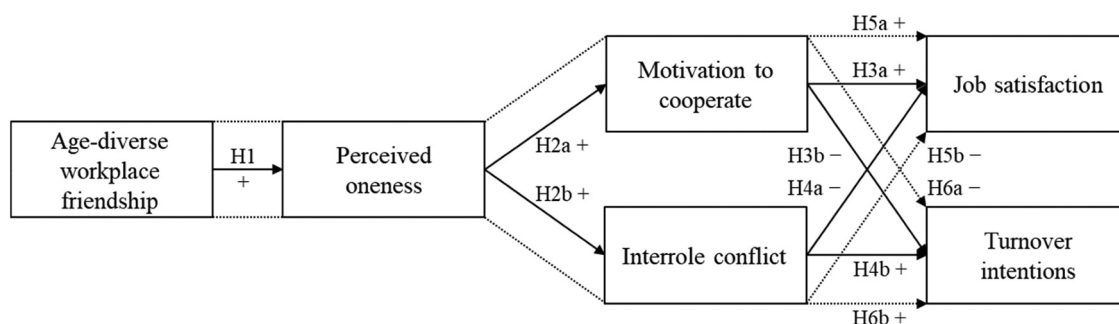 Age-diverse
workplace
friendship
H1
+
Perceived
oneness
H2a +
H2b +
Motivation to
cooperate
Interrole conflict
H5a +
H3a +
H3b −
H4a −
H5b −
H6a −
H4b +
H6b +
Job satisfaction
Turnover
intentions